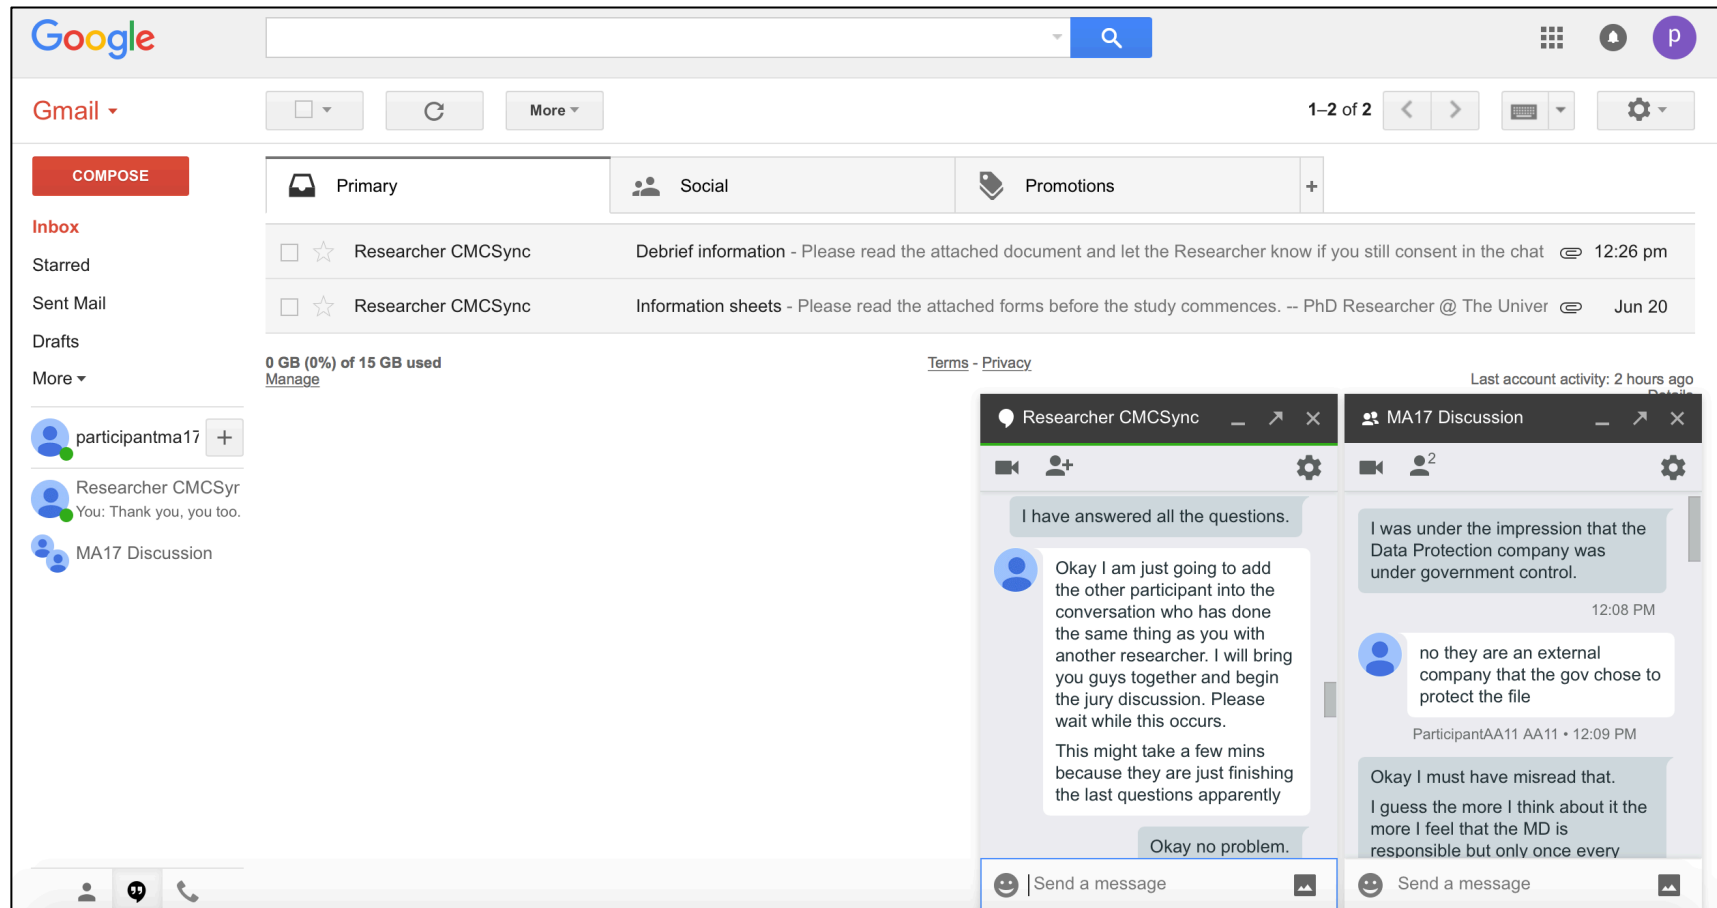 Google
p
Gmail
More
1–2 of 2
COMPOSE
Primary
Social
Promotions
+
Inbox
Starred
Sent Mail
Drafts
More
Researcher CMCSync
Debrief information - Please read the attached document and let the Researcher know if you still consent in the chat
12:26 pm
Researcher CMCSync
Information sheets - Please read the attached forms before the study commences. -- PhD Researcher @ The Univer
Jun 20
0 GB (0%) of 15 GB used
Manage
Terms - Privacy
Last account activity: 2 hours ago
Details
participantma17
+
Researcher CMCSyr
You: Thank you, you too.
MA17 Discussion
Researcher CMCSync
I have answered all the questions.
Okay I am just going to add
the other participant into the
conversation who has done
the same thing as you with
another researcher. I will bring
you guys together and begin
the jury discussion. Please
wait while this occurs.
This might take a few mins
because they are just finishing
the last questions apparently
Okay no problem.
Send a message
MA17 Discussion
2
I was under the impression that the
Data Protection company was
under government control.
12:08 PM
no they are an external
company that the gov chose to
protect the file
ParticipantAA11 AA11 • 12:09 PM
Okay I must have misread that.
I guess the more I think about it the
more I feel that the MD is
responsible but only once every
Send a message